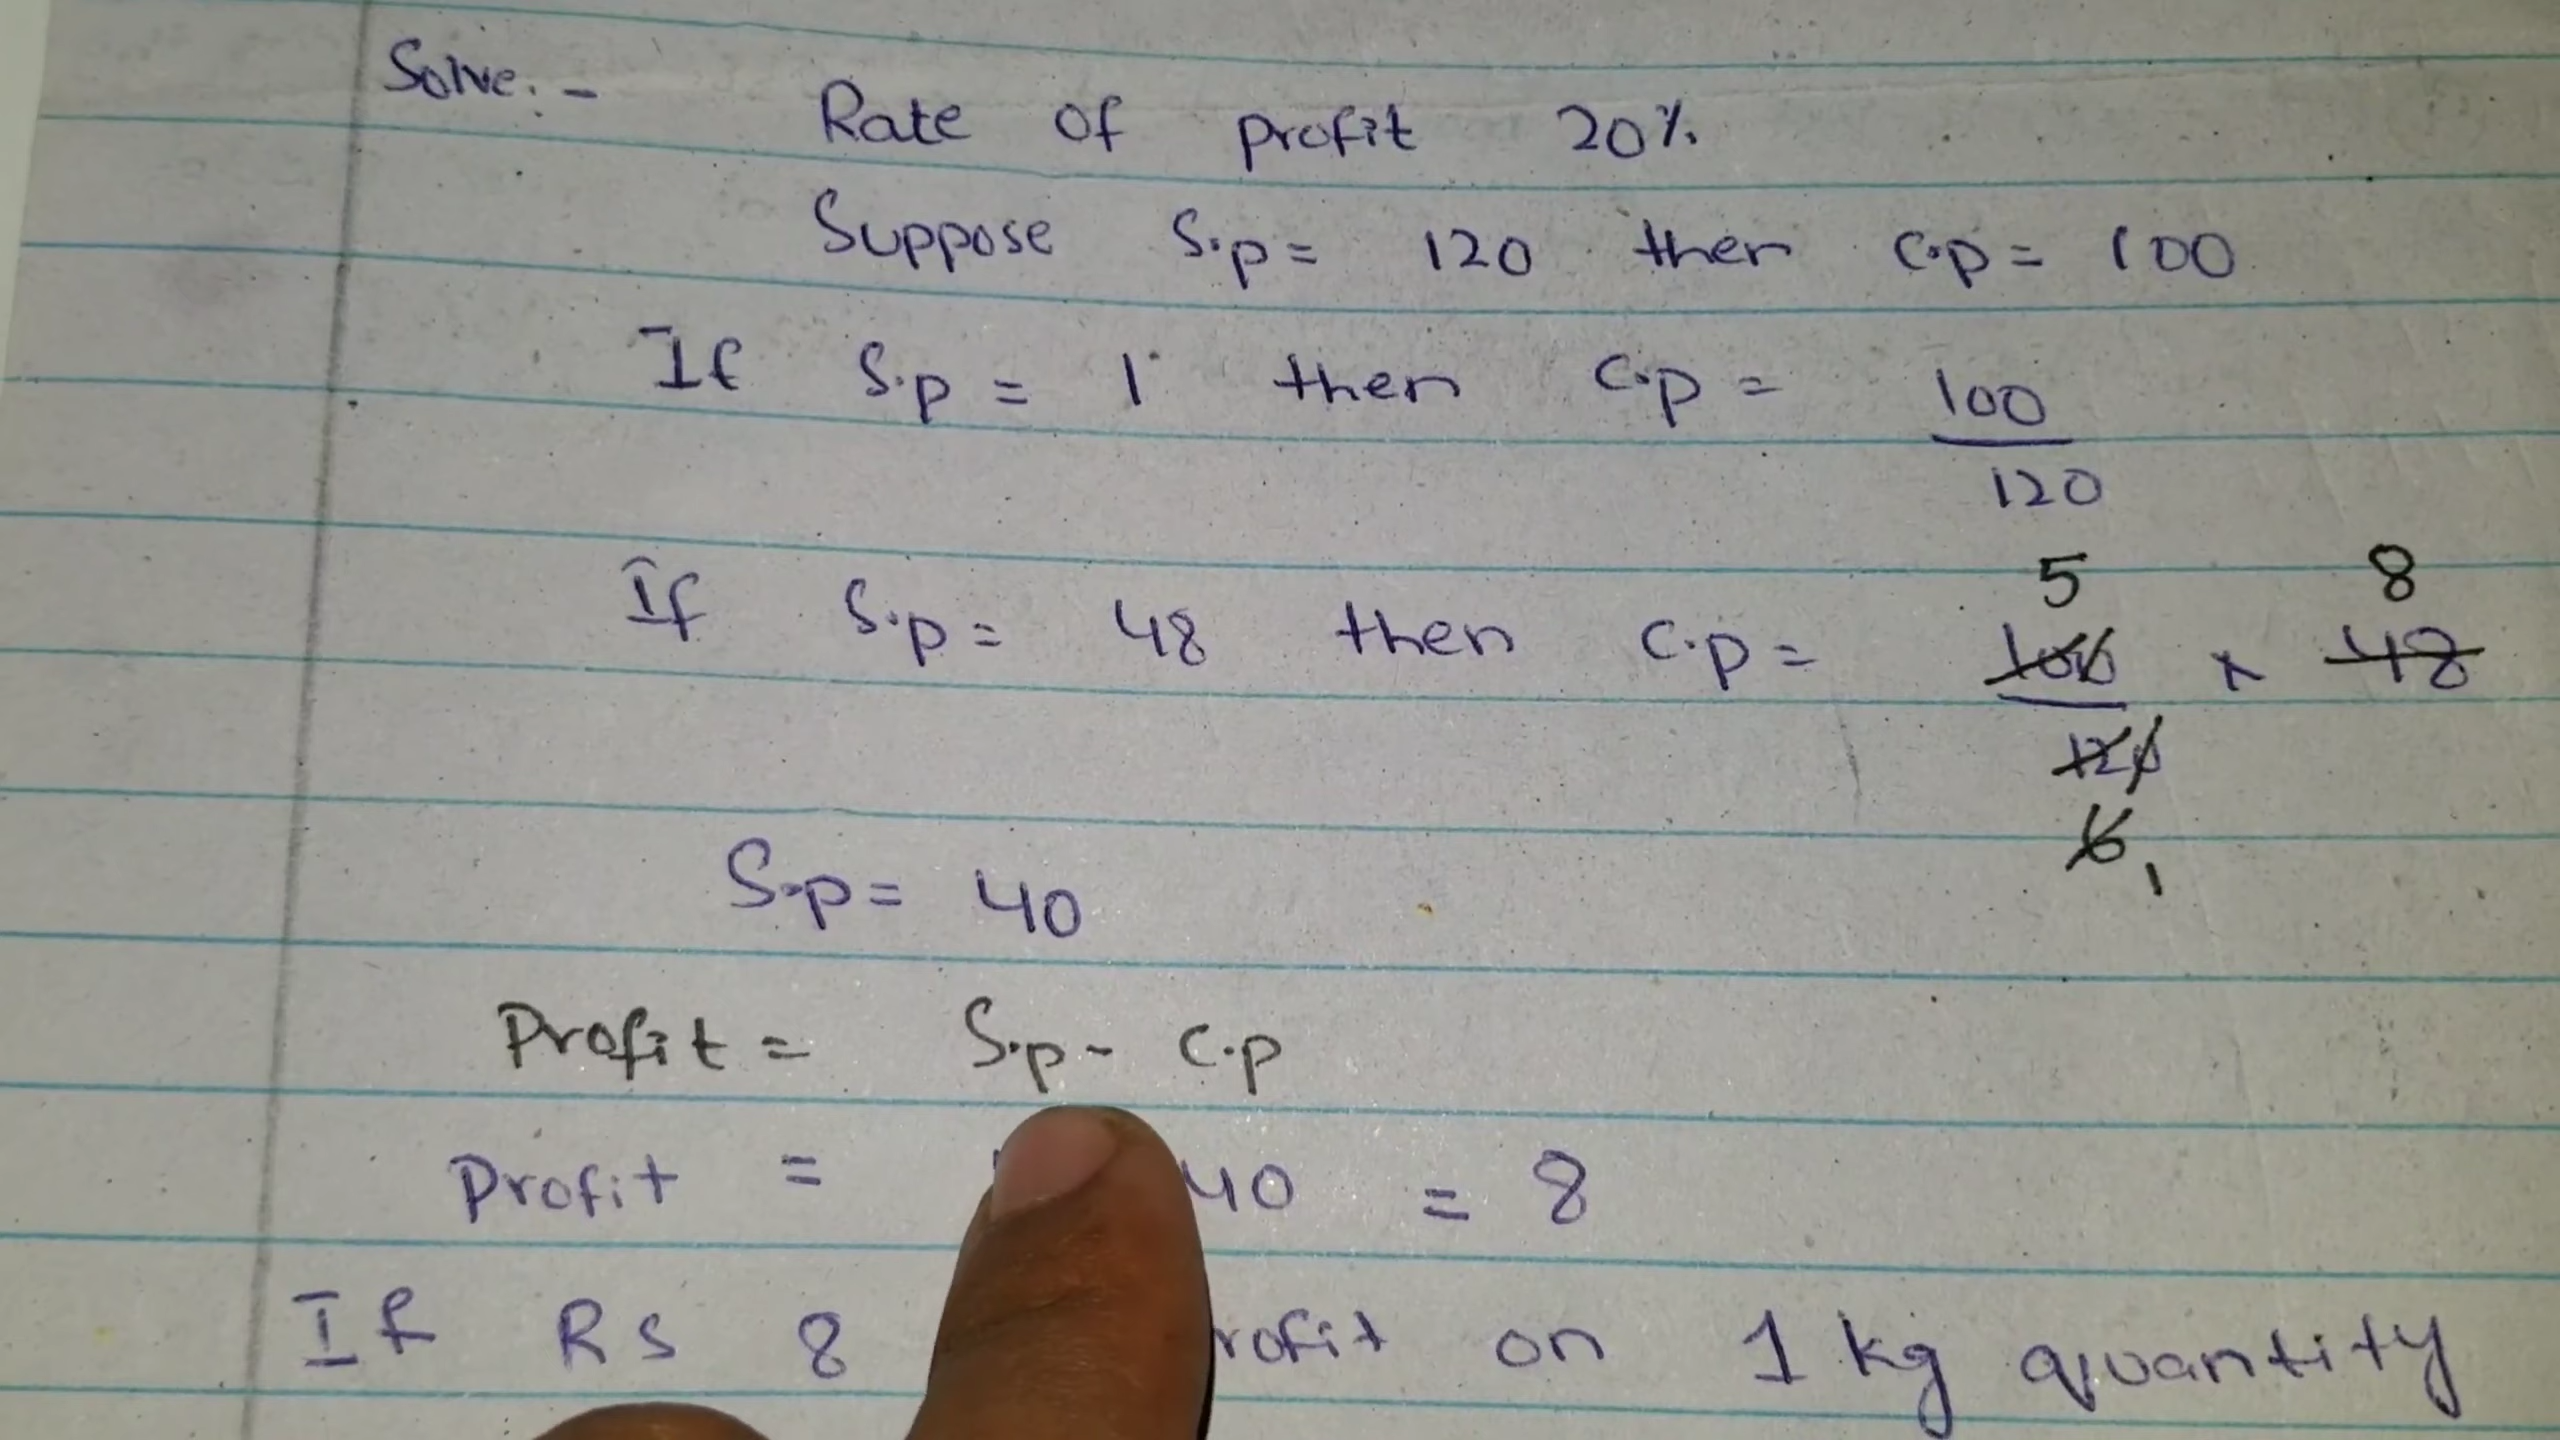 Solve:-
Rate of profit 20%
Suppose S.p= 120 then C.p= 100
If S.p = 1 then C.p = 100
120
5 8
If S.p= 48 then C.p= 100 × 48
120
6 1
S.p= 40
Profit = S.p- C.p
Profit = 40 = 8
If Rs 8 on 1 kg quantity